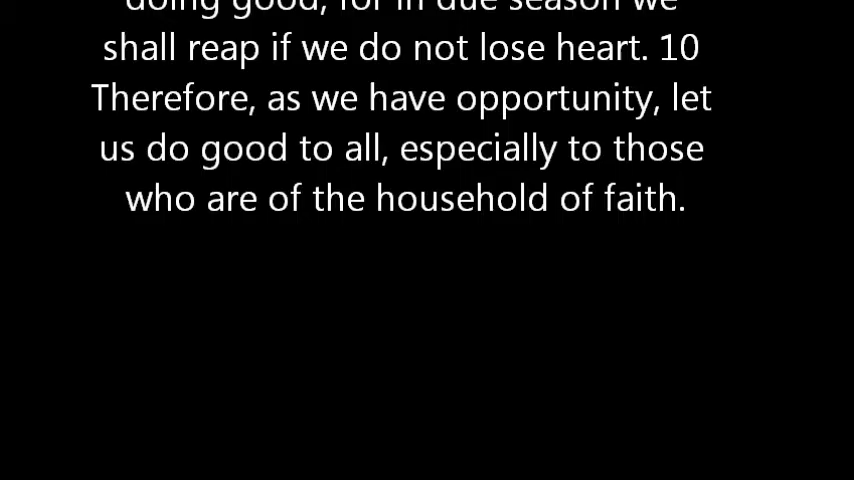 doing good, for in due season we
shall reap if we do not lose heart. 10
Therefore, as we have opportunity, let
us do good to all, especially to those
who are of the household of faith.